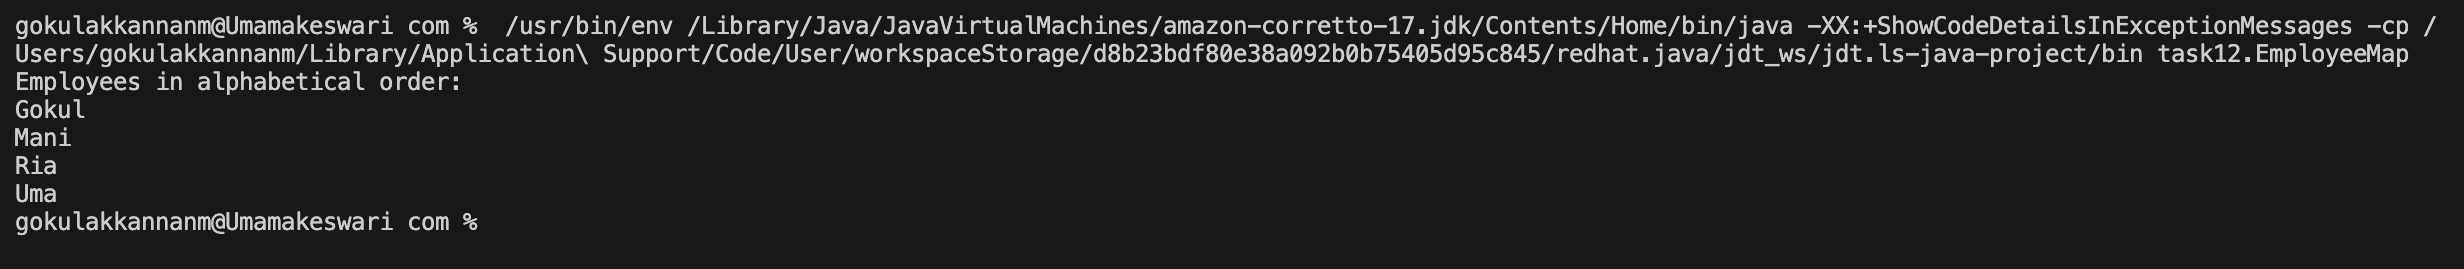 gokulakkannanm@Umamakeswari com %  /usr/bin/env /Library/Java/JavaVirtualMachines/amazon-corretto-17.jdk/Contents/Home/bin/java -XX:+ShowCodeDetailsInExceptionMessages -cp /
Users/gokulakkannanm/Library/Application\ Support/Code/User/workspaceStorage/d8b23bdf80e38a092b0b75405d95c845/redhat.java/jdt_ws/jdt.ls-java-project/bin task12.EmployeeMap
Employees in alphabetical order:
Gokul
Mani
Ria
Uma
gokulakkannanm@Umamakeswari com %